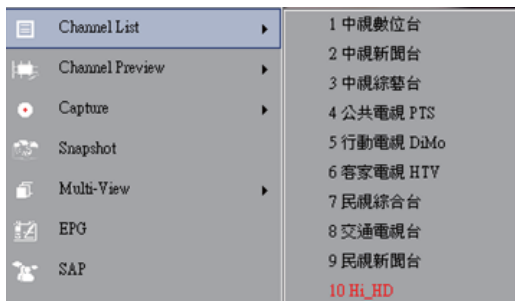 Channel List
Channel Preview
Capture
Snapshot
Multi-View
EPG
SAP
1 中視數位台
2 中視新聞台
3 中視綜藝台
4 公共電視 PTS
5 行動電視 DiMo
6 客家電視 HTV
7 民視綜合台
8 交通電視台
9 民視新聞台
10 Hi_HD